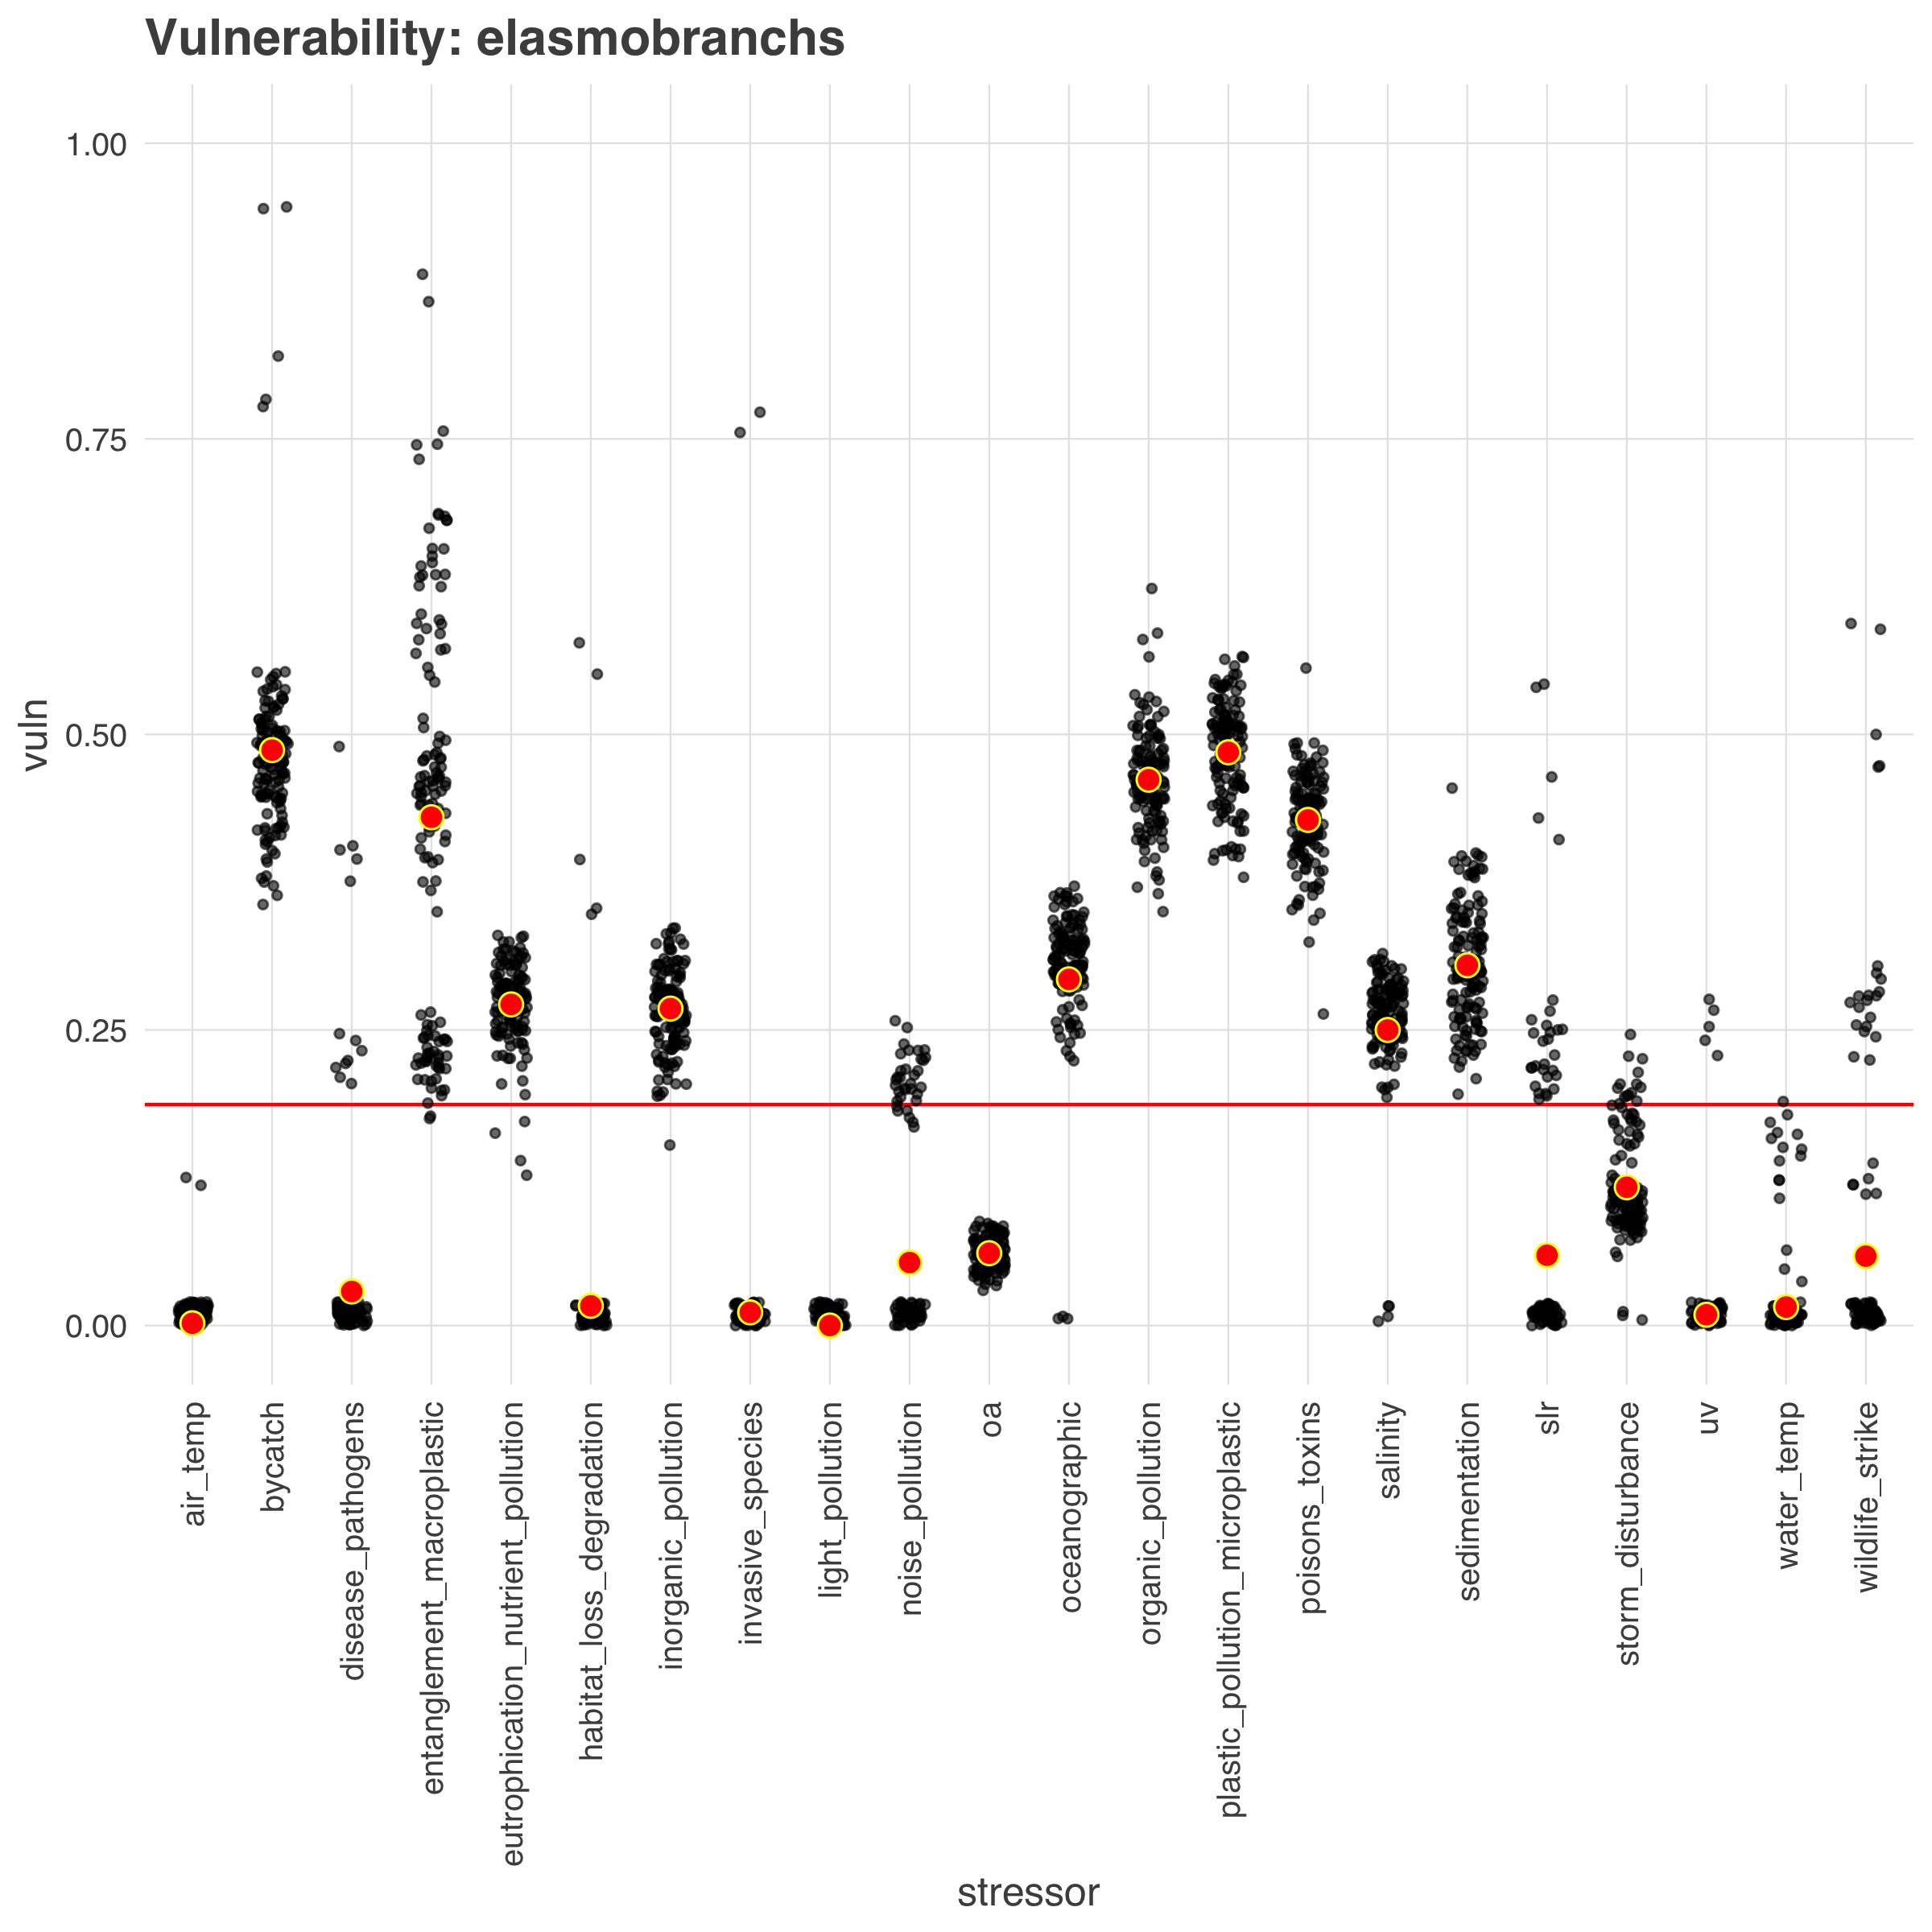 Vulnerability: elasmobranchs
vuln
1.00
0.75
0.50
0.25
0.00
air_temp
bycatch
disease_pathogens
entanglement_macroplastic
eutrophication_nutrient_pollution
habitat_loss_degradation
inorganic_pollution
invasive_species
light_pollution
noise_pollution
oa
oceanographic
organic_pollution
plastic_pollution_microplastic
poisons_toxins
salinity
sedimentation
slr
storm_disturbance
uv
water_temp
wildlife_strike
stressor